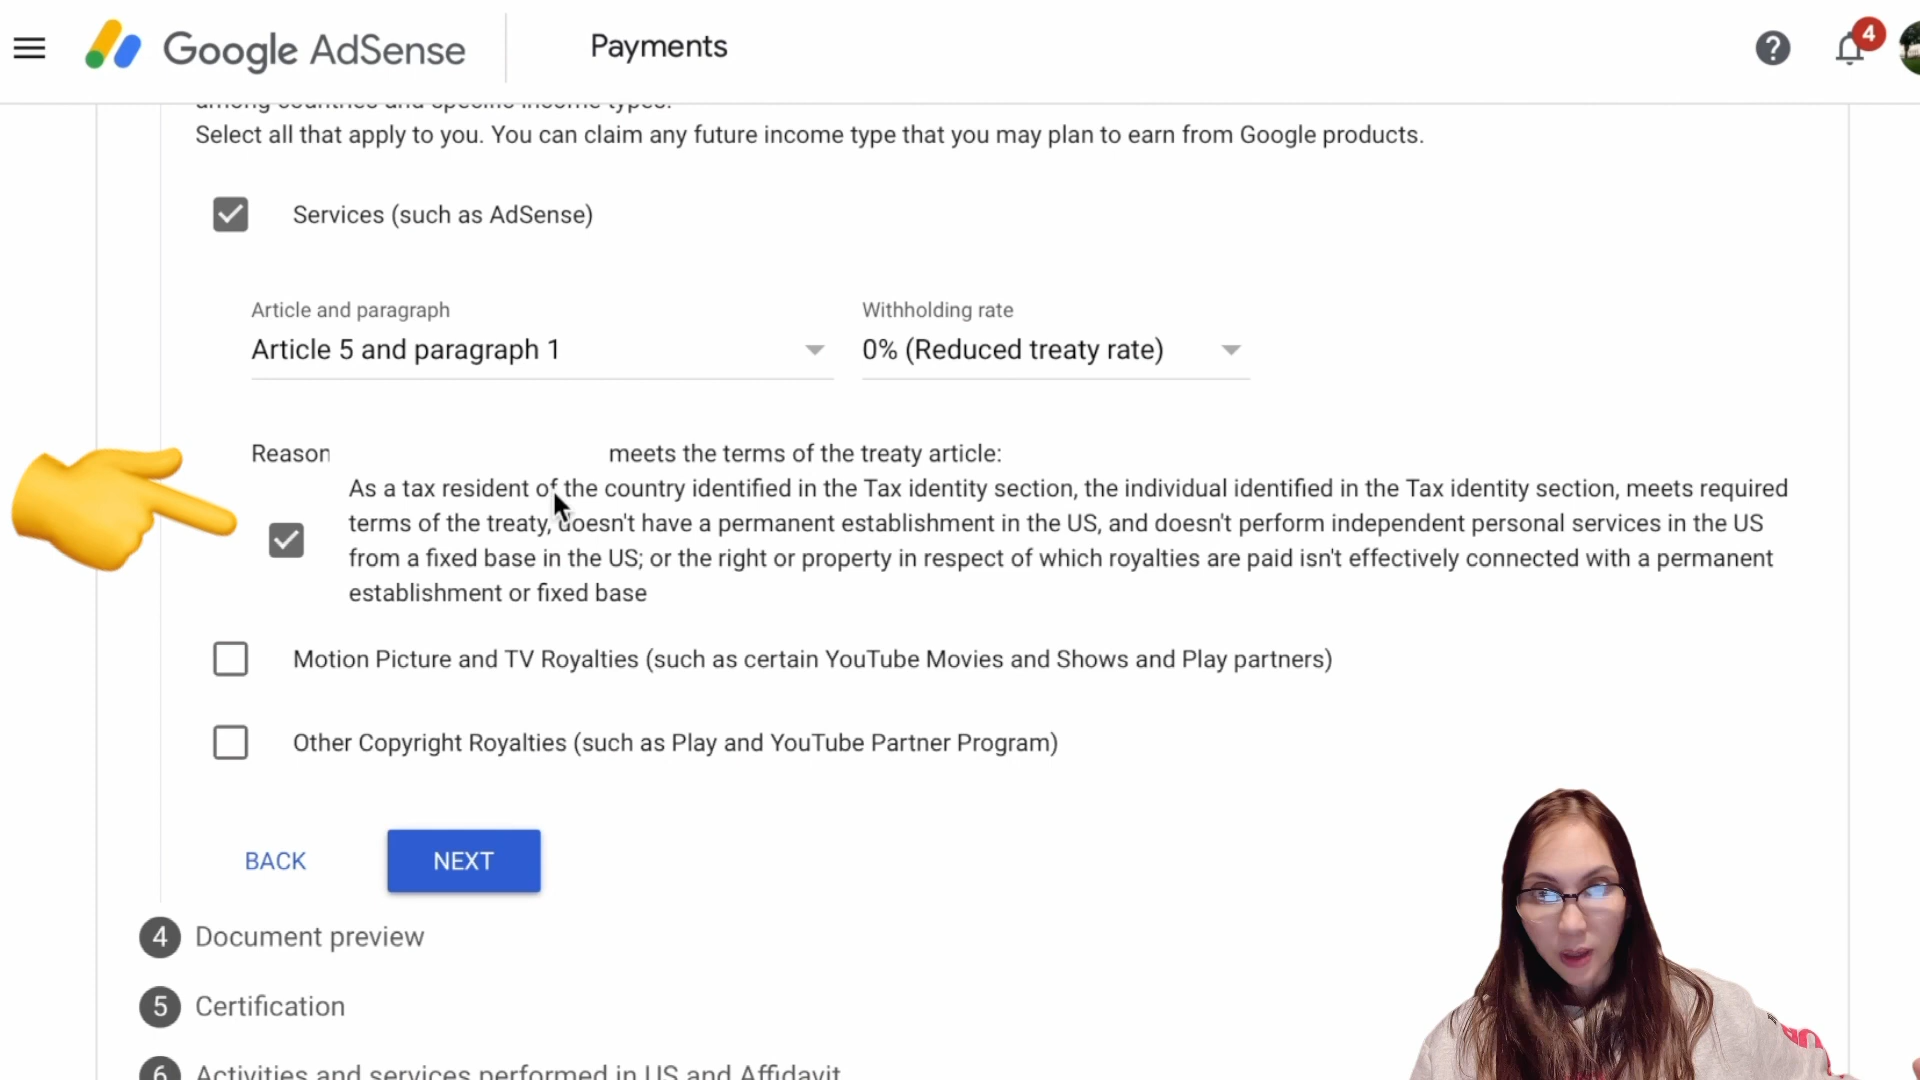 Google AdSense
Payments
4
among countries and specific income types.
Select all that apply to you. You can claim any future income type that you may plan to earn from Google products.
Services (such as AdSense)
Article and paragraph
Withholding rate
Article 5 and paragraph 1
0% (Reduced treaty rate)
Reason meets the terms of the treaty article:
As a tax resident of the country identified in the Tax identity section, the individual identified in the Tax identity section, meets required
terms of the treaty, doesn't have a permanent establishment in the US, and doesn't perform independent personal services in the US
from a fixed base in the US; or the right or property in respect of which royalties are paid isn't effectively connected with a permanent
establishment or fixed base
Motion Picture and TV Royalties (such as certain YouTube Movies and Shows and Play partners)
Other Copyright Royalties (such as Play and YouTube Partner Program)
BACK
NEXT
4 Document preview
5 Certification
6 Activities and services performed in US and Affidavit